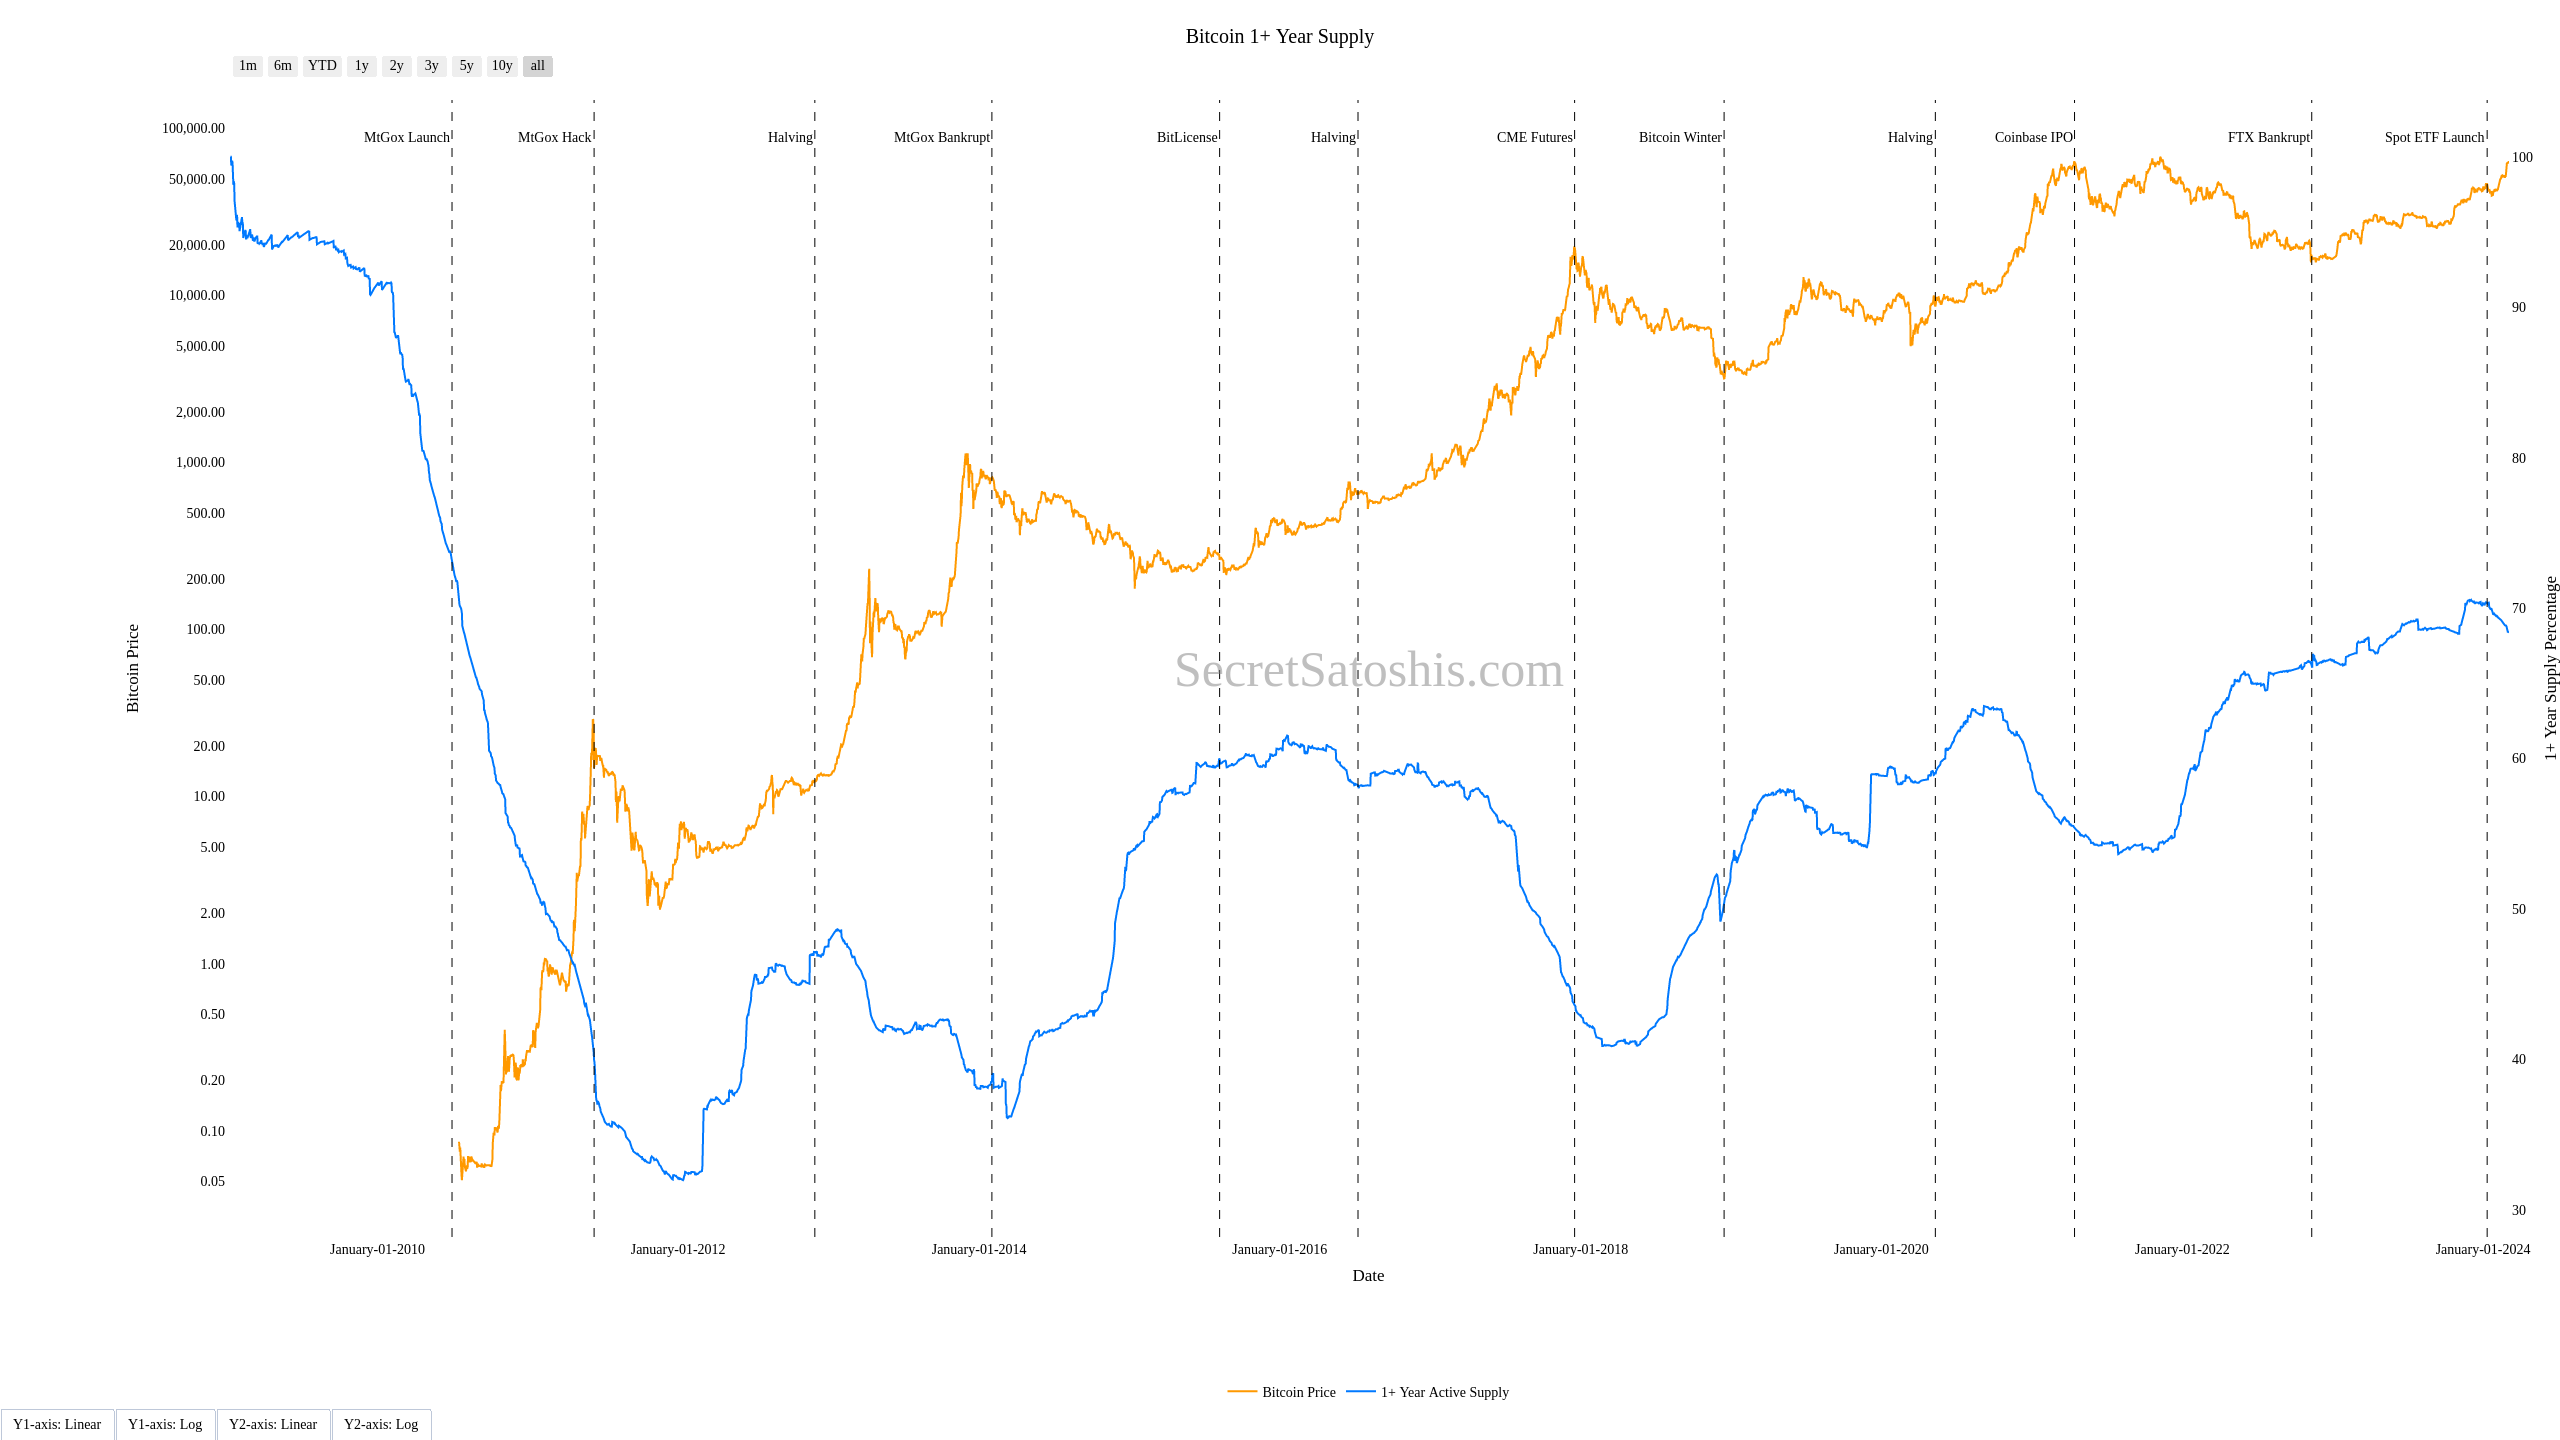 Bitcoin 1+ Year Supply
1m 6m YTD 1y 2y 3y 5y 10y all
MtGox Launch MtGox Hack Halving MtGox Bankrupt BitLicense Halving CME Futures Bitcoin Winter Halving Coinbase IPO FTX Bankrupt Spot ETF Launch
100,000.00
50,000.00
20,000.00
10,000.00
5,000.00
2,000.00
1,000.00
500.00
200.00
100.00
50.00
20.00
10.00
5.00
2.00
1.00
0.50
0.20
0.10
0.05
Bitcoin Price
SecretSatoshis.com
100
90
80
70
60
50
40
30
1+ Year Supply Percentage
January-01-2010 January-01-2012 January-01-2014 January-01-2016 January-01-2018 January-01-2020 January-01-2022 January-01-2024
Date
Bitcoin Price 1+ Year Active Supply
Y1-axis: Linear Y1-axis: Log Y2-axis: Linear Y2-axis: Log